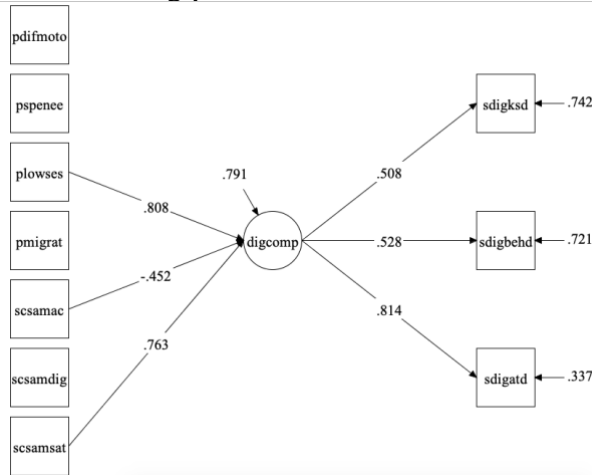 pdifmoto
pspenee
plowses
pmigrat
scsamac
scsamdig
scsamsat
.808
-.452
.763
.791
digcomp
.508
.528
.814
sdigksd
.742
sdigbehd
.721
sdigatd
.337